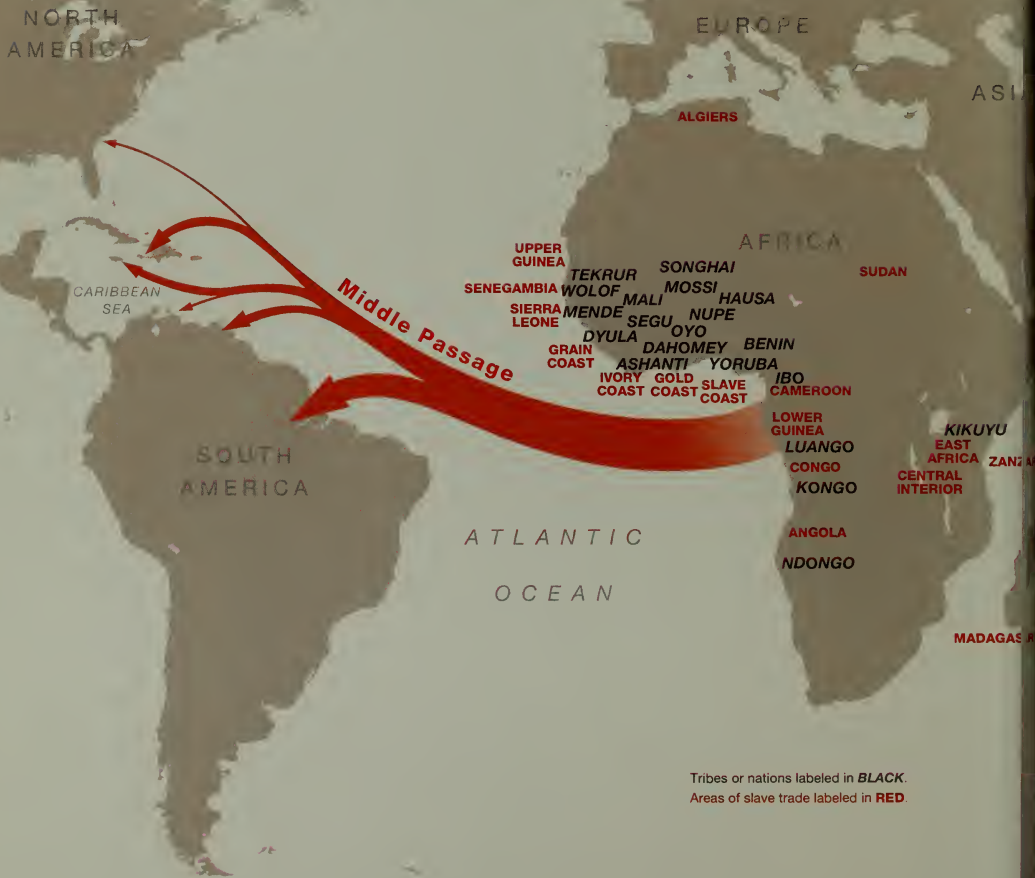 NORTH
AMERICA
EUROPE
ASI
ALGIERS
AFRICA
UPPER
GUINEA
TEKRUR
SONGHAI
SUDAN
SENEGAMBIA
WOLOF
MOSSI
MALI
HAUSA
SIERRA
LEONE
MENDE
SEGU
NUPE
OYO
DYULA
DAHOMEY
BENIN
GRAIN
COAST
ASHANTI
YORUBA
IVORY
COAST
GOLD
COAST
SLAVE
COAST
IBO
CAMEROON
CARIBBEAN
SEA
Middle Passage
LOWER
GUINEA
LUANGO
KIKUYU
EAST
AFRICA
ZANZA
CONGO
CENTRAL
INTERIOR
KONGO
SOUTH
AMERICA
ANGOLA
ATLANTIC
OCEAN
NDONGO
MADAGAS
Tribes or nations labeled in BLACK.
Areas of slave trade labeled in RED.